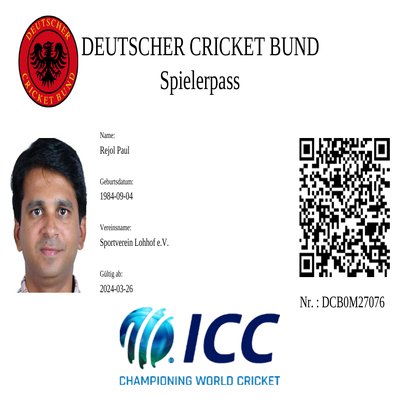 DEUTSCHER CRICKET BUND
DEUTSCHER CRICKET BUND
Spielerpass
Name:
Rejol Paul
Geburtsdatum:
1984-09-04
Vereinsname:
Sportverein Lohhof e.V.
Gültig ab:
2024-03-26
Nr. : DCB0M27076
ICC
CHAMPIONING WORLD CRICKET